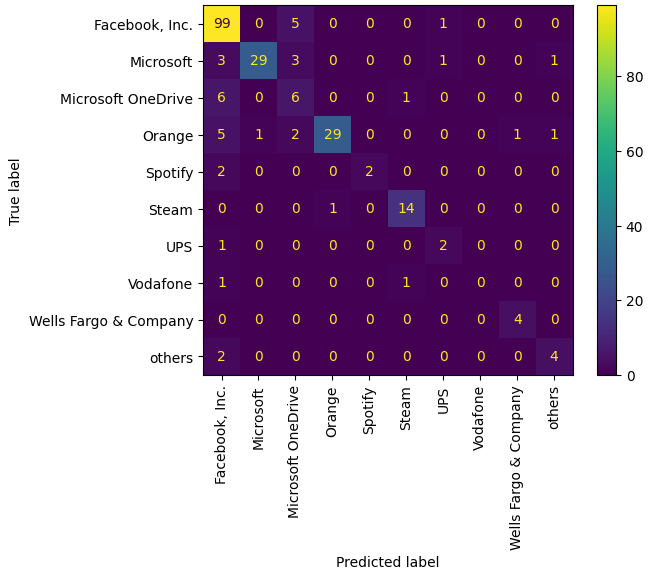 Facebook, Inc. 99 0 5 0 0 0 1 0 0 0
Microsoft 3 29 3 0 0 0 1 0 0 1
Microsoft OneDrive 6 0 6 0 0 1 0 0 0 0
Orange 5 1 2 29 0 0 0 0 1 1
Spotify 2 0 0 0 2 0 0 0 0 0
Steam 0 0 0 1 0 14 0 0 0 0
UPS 1 0 0 0 0 0 2 0 0 0
Vodafone 1 0 0 0 0 1 0 0 0 0
Wells Fargo & Company 0 0 0 0 0 0 0 0 4 0
others 2 0 0 0 0 0 0 0 0 4
True label
Facebook, Inc.
Microsoft
Microsoft OneDrive
Orange
Spotify
Steam
UPS
Vodafone
Wells Fargo & Company
others
Predicted label
80
60
40
20
0